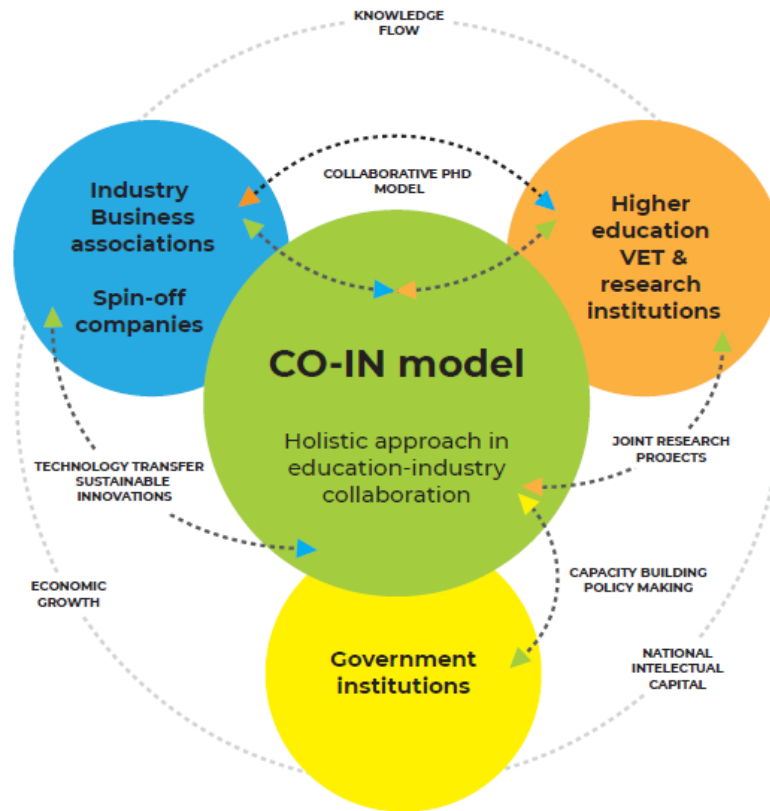 KNOWLEDGE
FLOW
COLLABORATIVE PHD
MODEL
Industry
Business
associations
Spin-off
companies
Higher
education
VET &
research
institutions
CO-IN model
Holistic approach in
education-industry
collaboration
TECHNOLOGY TRANSFER
SUSTAINABLE
INNOVATIONS
JOINT RESEARCH
PROJECTS
ECONOMIC
GROWTH
CAPACITY BUILDING
POLICY MAKING
Government
institutions
NATIONAL
INTELECTUAL
CAPITAL